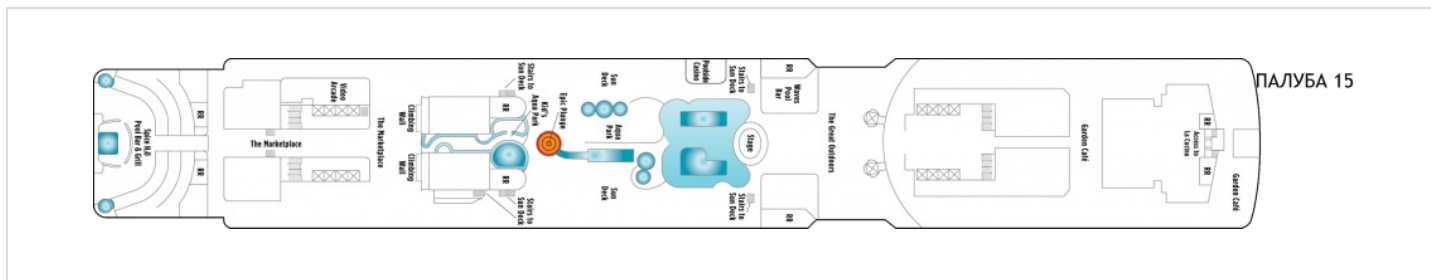 RR
Spice H2O
Pool Bar & Grill
RR
Video
Arcade
The Marketplace
The Marketplace
Climbing
Wall
Climbing
Wall
Stairs to
Sun Deck
RR
Kid's
Aqua Park
Epic Plunge
RR
Stairs to
Sun Deck
Sun
Deck
Aqua
Park
Sun
Deck
Poolside
Casino
Stairs to
Sun Deck
Stage
Stairs to
Sun Deck
RR
Waves
Pool
Bar
RR
The Great Outdoors
Garden Café
RR
Access to
La Cucina
RR
Garden Café
ПАЛУБА 15